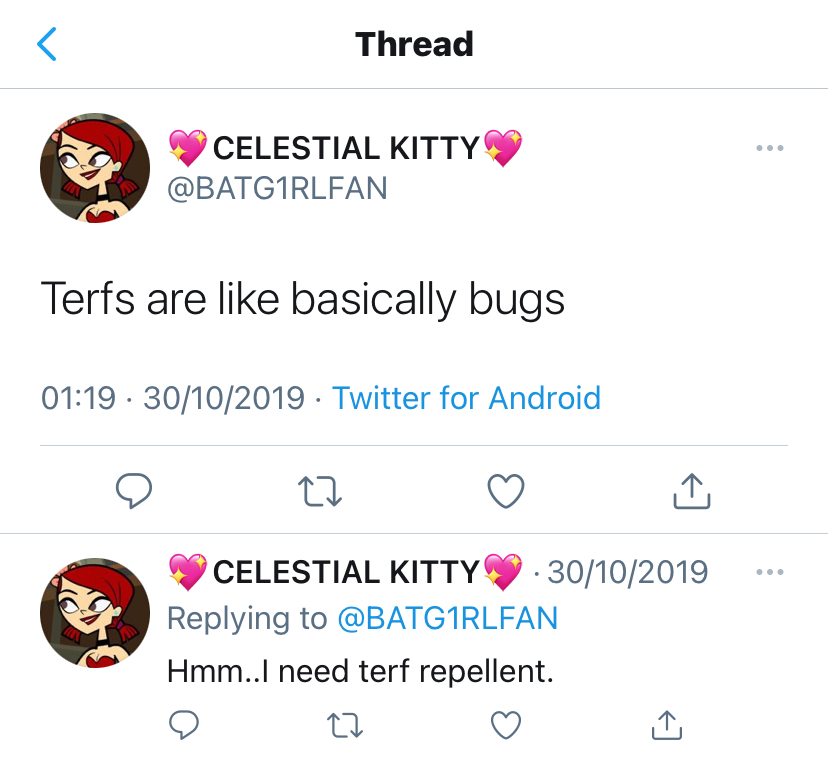 Thread
💖CELESTIAL KITTY💖
@BATG1RLFAN
Terfs are like basically bugs
01:19 · 30/10/2019 · Twitter for Android
💖CELESTIAL KITTY💖 · 30/10/2019
Replying to @BATG1RLFAN
Hmm..I need terf repellent.